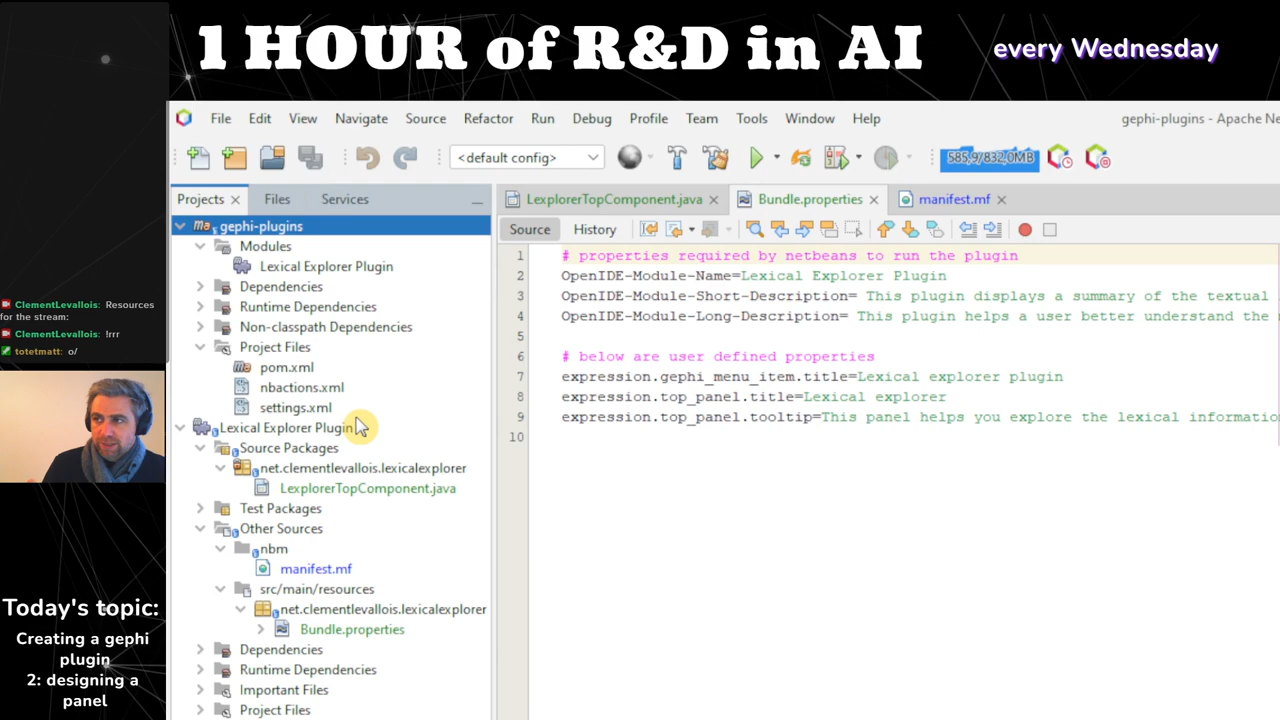 1 HOUR of R&D in AI
every Wednesday
File Edit View Navigate Source Refactor Run Debug Profile Team Tools Window Help
gephi-plugins - Apache Ne
<default config>
585,9/832,0MB
Projects
Files
Services
LexplorerTopComponent.java
Bundle.properties
manifest.mf
Source
History
gephi-plugins
Modules
Lexical Explorer Plugin
Dependencies
Runtime Dependencies
Non-classpath Dependencies
Project Files
pom.xml
nbactions.xml
settings.xml
Lexical Explorer Plugin
Source Packages
net.clementlevallois.lexicalexplorer
LexplorerTopComponent.java
Test Packages
Other Sources
nbm
manifest.mf
src/main/resources
net.clementlevallois.lexicalexplorer
Bundle.properties
Dependencies
Runtime Dependencies
Important Files
Project Files
1 # properties required by netbeans to run the plugin
2 OpenIDE-Module-Name=Lexical Explorer Plugin
3 OpenIDE-Module-Short-Description= This plugin displays a summary of the textual
4 OpenIDE-Module-Long-Description= This plugin helps a user better understand the
5
6 # below are user defined properties
7 expression.gephi_menu_item.title=Lexical explorer plugin
8 expression.top_panel.title=Lexical explorer
9 expression.top_panel.tooltip=This panel helps you explore the lexical informatio
10
ClementLevallois: Resources
for the stream:
ClementLevallois: !rrr
totetmatt: o/
Today's topic:
Creating a gephi
plugin
2: designing a
panel